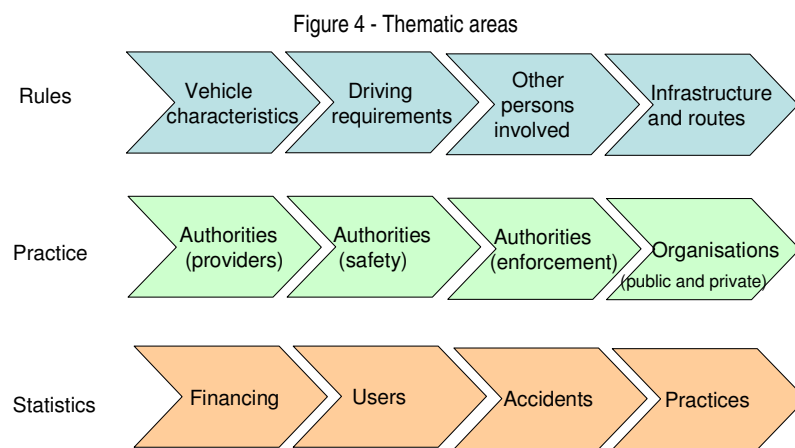 Figure 4 - Thematic areas
Rules
Vehicle
characteristics
Driving
requirements
Other
persons
involved
Infrastructure
and routes
Practice
Authorities
(providers)
Authorities
(safety)
Authorities
(enforcement)
Organisations
(public and private)
Statistics
Financing
Users
Accidents
Practices